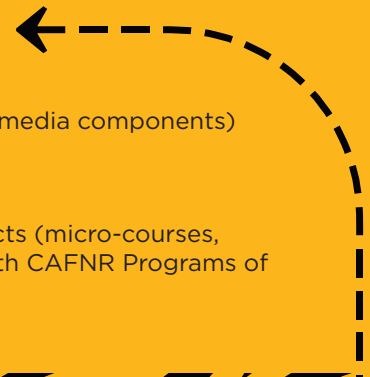 media components)
cts (micro-courses,
th CAFNR Programs of